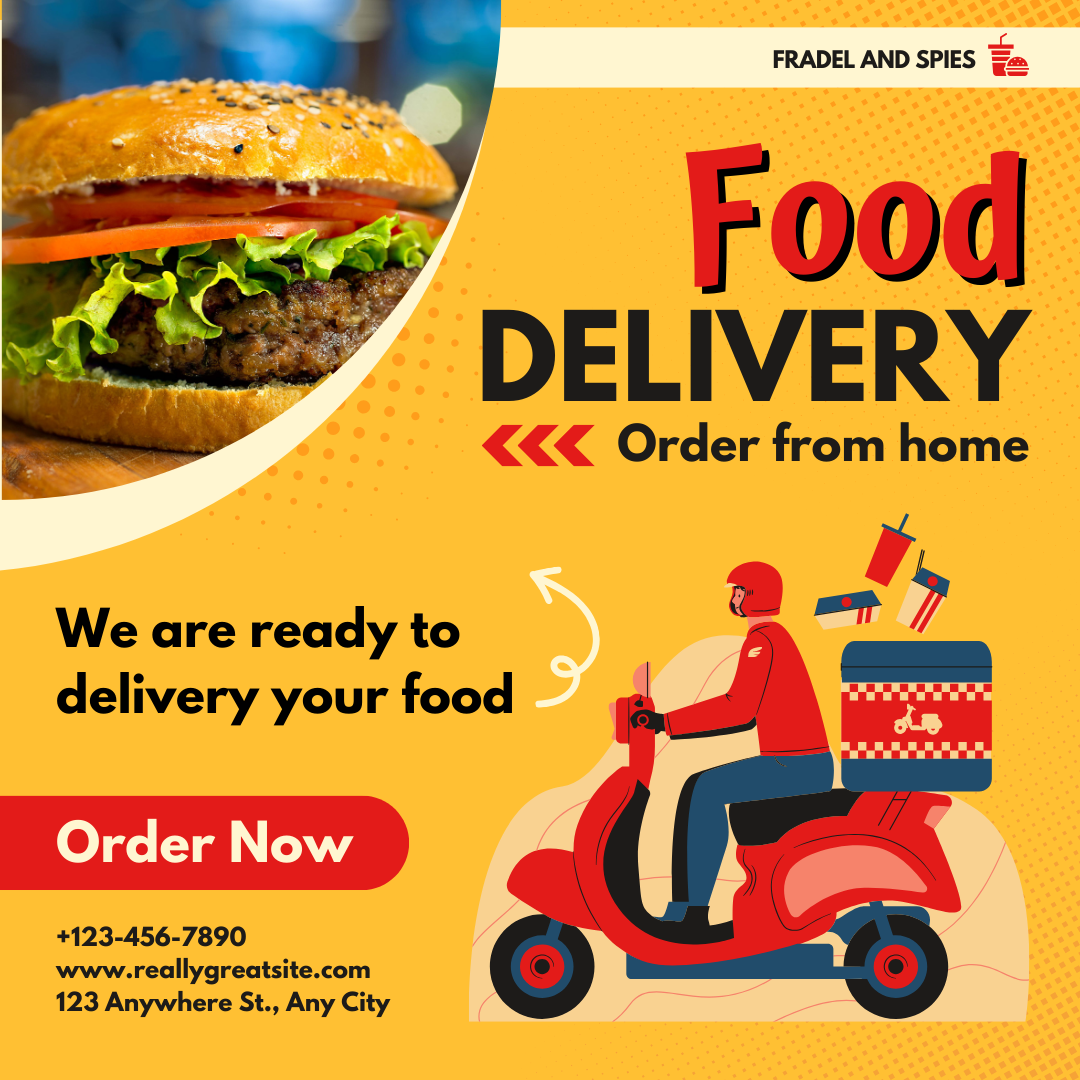 FRADEL AND SPIES
Food
DELIVERY
Order from home
We are ready to
delivery your food
Order Now
+123-456-7890
www.reallygreatsite.com
123 Anywhere St., Any City